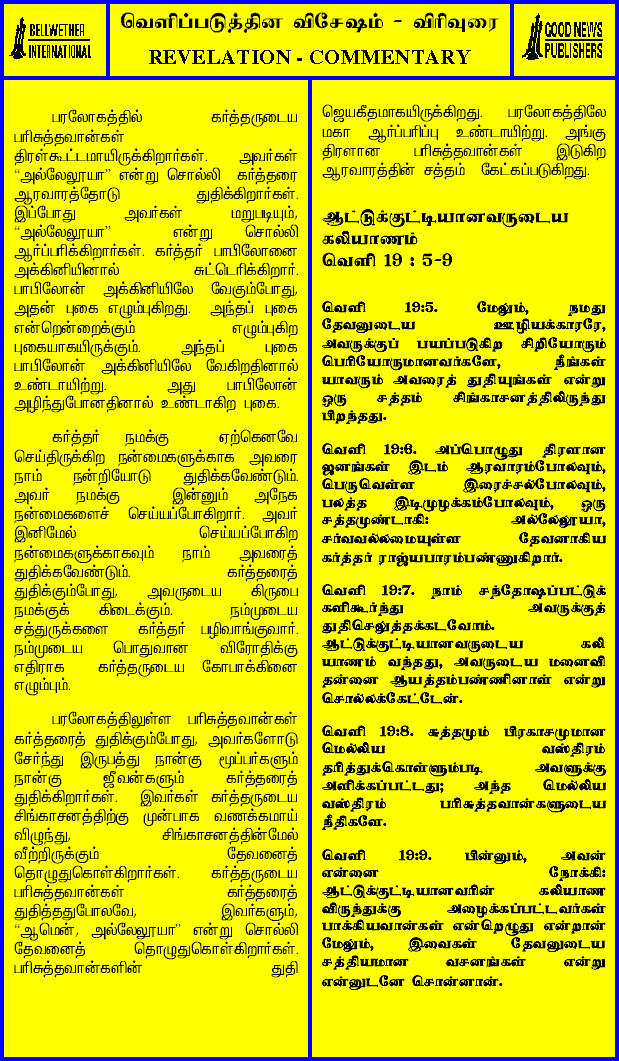 BELLWETHER
INTERNATIONAL
வெளிப்படுத்தின விசேஷம் - விரிவுரை
REVELATION - COMMENTARY
GOOD NEWS
PUBLISHERS
பரலோகத்தில் கர்த்தருடைய
பரிசுத்தவான்கள்
திரள்கூட்டமாயிருக்கிறார்கள். அவர்கள்
“அல்லேலூயா” என்று சொல்லி கர்த்தரை
ஆரவாரத்தோடு துதிக்கிறார்கள்.
இப்போது அவர்கள் மறுபடியும்,
“அல்லேலூயா” என்று சொல்லி
ஆர்ப்பரிக்கிறார்கள். கர்த்தர் பாபிலோனை
அக்கினியினால் சுட்டெரிக்கிறார்.
பாபிலோன் அக்கினியிலே வேகும்போது,
அதன் புகை எழும்புகிறது. அந்தப் புகை
என்றென்றைக்கும் எழும்புகிற
புகையாகயிருக்கும். அந்தப் புகை
பாபிலோன் அக்கினியிலே வேகிறதினால்
உண்டாயிற்று. அது பாபிலோன்
அழிந்துபோனதினால் உண்டாகிற புகை.
கர்த்தர் நமக்கு ஏற்கெனவே
செய்திருக்கிற நன்மைகளுக்காக அவரை
நாம் நன்றியோடு துதிக்கவேண்டும்.
அவர் நமக்கு இன்னும் அநேக
நன்மைகளைச் செய்யப்போகிறார். அவர்
இனிமேல் செய்யப்போகிற
நன்மைகளுக்காகவும் நாம் அவரைத்
துதிக்கவேண்டும். கர்த்தரைத்
துதிக்கும்போது, அவருடைய கிருபை
நமக்குக் கிடைக்கும். நம்முடைய
சத்துருக்களை கர்த்தர் பழிவாங்குவார்.
நம்முடைய பொதுவான விரோதிக்கு
எதிராக கர்த்தருடைய கோபாக்கினை
எழும்பும்.
பரலோகத்திலுள்ள பரிசுத்தவான்கள்
கர்த்தரைத் துதிக்கும்போது, அவர்களோடு
சேர்ந்து இருபத்து நான்கு மூப்பர்களும்
நான்கு ஜீவன்களும் கர்த்தரைத்
துதிக்கிறார்கள். இவர்கள் கர்த்தருடைய
சிங்காசனத்திற்கு முன்பாக வணக்கமாய்
விழுந்து, சிங்காசனத்தின்மேல்
வீற்றிருக்கும் தேவனைத்
தொழுதுகொள்கிறார்கள். கர்த்தருடைய
பரிசுத்தவான்கள் கர்த்தரைத்
துதித்ததுபோலவே, இவர்களும்,
“ஆமென், அல்லேலூயா” என்று சொல்லி
தேவனைத் தொழுதுகொள்கிறார்கள்.
பரிசுத்தவான்களின் துதி
ஜெயகீதமாகயிருக்கிறது. பரலோகத்திலே
மகா ஆர்ப்பரிப்பு உண்டாயிற்று. அங்கு
திரளான பரிசுத்தவான்கள் இடுகிற
ஆரவாரத்தின் சத்தம் கேட்கப்படுகிறது.
ஆட்டுக்குட்டியானவருடைய
கலியாணம்
வெளி 19 : 5-9
வெளி 19:5. மேலும், நமது
தேவனுடைய ஊழியக்காரரே,
அவருக்குப் பயப்படுகிற சிறியோரும்
பெரியோருமானவர்களே, நீங்கள்
யாவரும் அவரைத் துதியுங்கள் என்று
ஒரு சத்தம் சிங்காசனத்திலிருந்து
பிறந்தது.
வெளி 19:6. அப்பொழுது திரளான
ஜனங்கள் இடம் ஆரவாரம்போலவும்,
பெருவெள்ள இரைச்சல்போலவும்,
பலத்த இடிமுழக்கம்போலவும், ஒரு
சத்தமுண்டாகி: அல்லேலூயா,
சர்வவல்லமையுள்ள தேவனாகிய
கர்த்தர் ராஜ்யபாரம்பண்ணுகிறார்.
வெளி 19:7. நாம் சந்தோஷப்பட்டுக்
களிகூர்ந்து அவருக்குத்
துதிசெலுத்தக்கடவோம்.
ஆட்டுக்குட்டியானவருடைய கலி
யாணம் வந்தது, அவருடைய மனைவி
தன்னை ஆயத்தம்பண்ணினாள் என்று
சொல்லக்கேட்டேன்.
வெளி 19:8. சுத்தமும் பிரகாசமுமான
மெல்லிய வஸ்திரம்
தரித்துக்கொள்ளும்படி அவளுக்கு
அளிக்கப்பட்டது; அந்த மெல்லிய
வஸ்திரம் பரிசுத்தவான்களுடைய
நீதிகளே.
வெளி 19:9. பின்னும், அவன்
என்னை நோக்கி:
ஆட்டுக்குட்டியானவரின் கலியாண
விருந்துக்கு அழைக்கப்பட்டவர்கள்
பாக்கியவான்கள் என்றெழுது என்றான்
மேலும், இவைகள் தேவனுடைய
சத்தியமான வசனங்கள் என்று
என்னுடனே சொன்னான்.